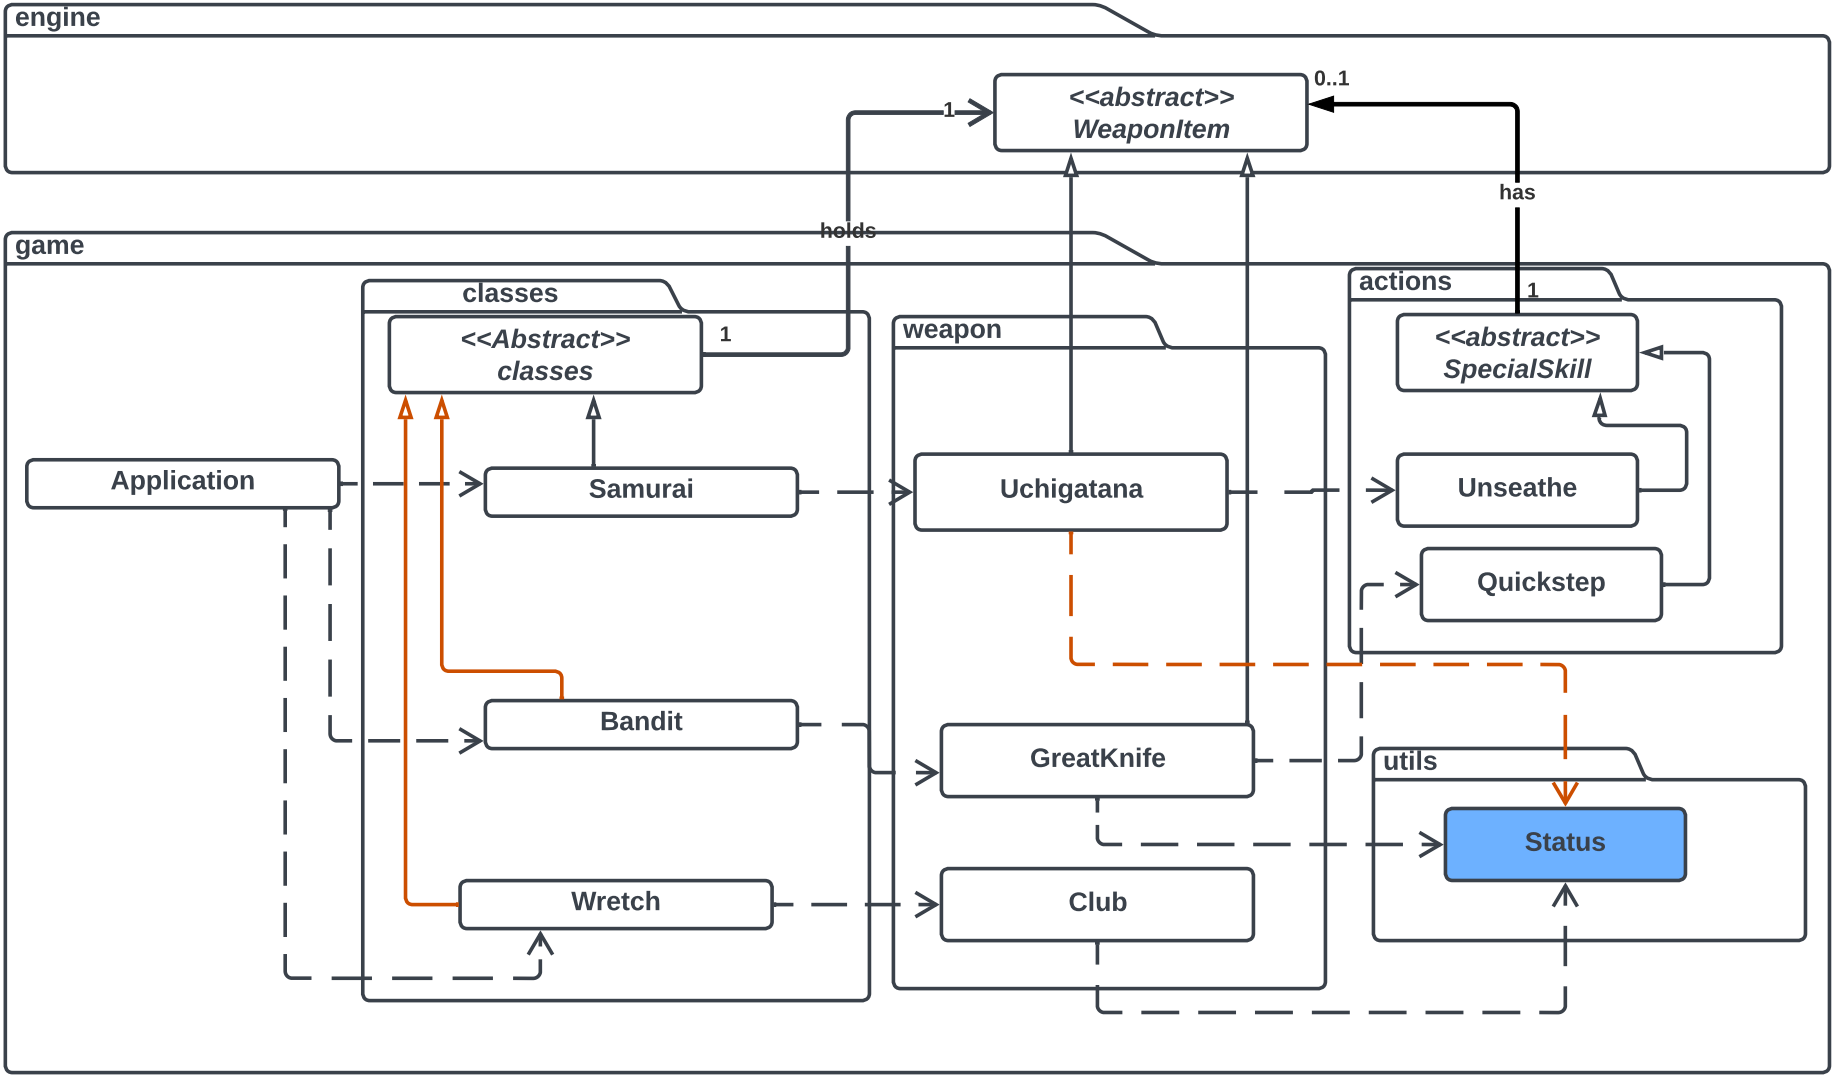 engine
0..1
<<abstract>>
WeaponItem
1
has
holds
game
actions
classes
1
weapon
1
<<Abstract>>
classes
<<abstract>>
SpecialSkill
Application
Samurai
Uchigatana
Unseathe
Quickstep
Bandit
GreatKnife
utils
Status
Wretch
Club